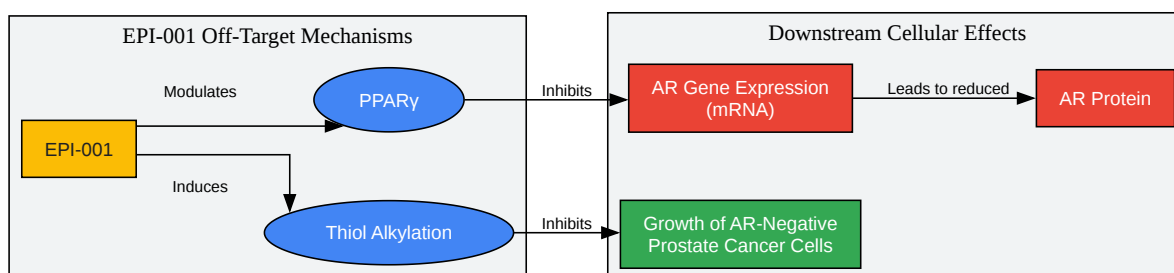 EPI-001 Off-Target Mechanisms
Downstream Cellular Effects
Modulates
PPARγ
Inhibits
AR Gene Expression
(mRNA)
Leads to reduced
AR Protein
EPI-001
Induces
Thiol Alkylation
Inhibits
Growth of AR-Negative
Prostate Cancer Cells